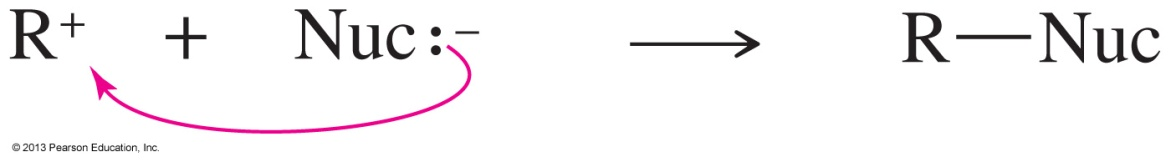 R⁺ + Nuc:⁻ ⟶ R—Nuc
© 2013 Pearson Education, Inc.